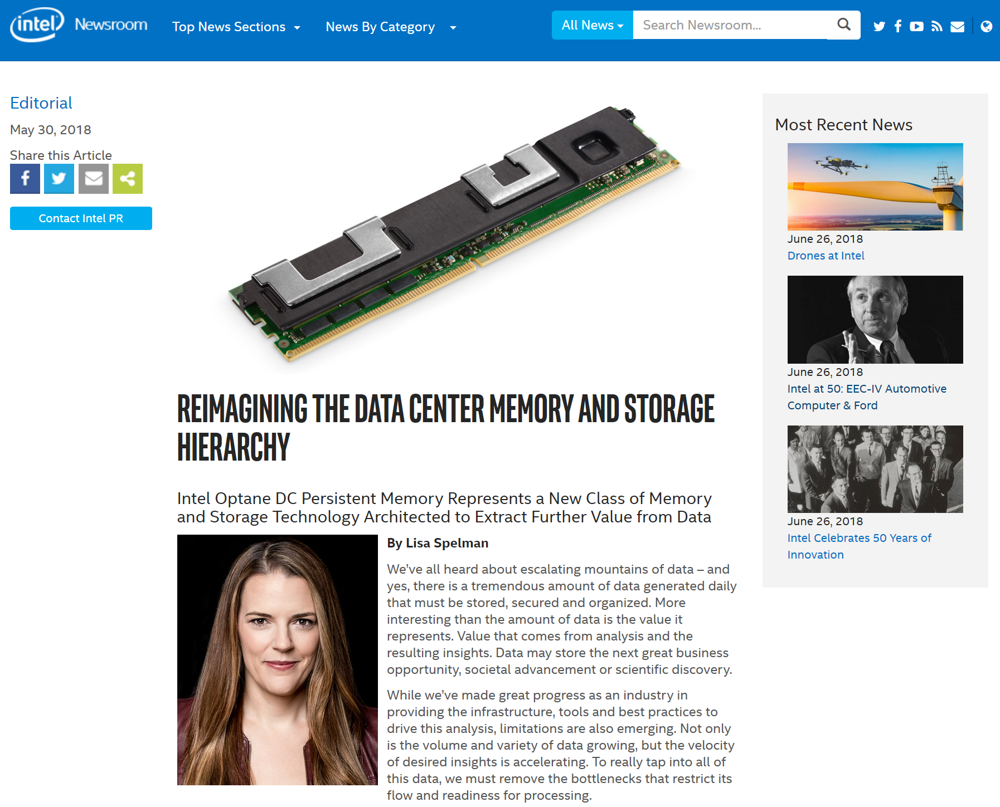 intel Newsroom
Top News Sections
News By Category
All News
Search Newsroom...
Editorial
May 30, 2018
Share this Article
Contact Intel PR
REIMAGINING THE DATA CENTER MEMORY AND STORAGE
HIERARCHY
Intel Optane DC Persistent Memory Represents a New Class of Memory
and Storage Technology Architected to Extract Further Value from Data
By Lisa Spelman
We’ve all heard about escalating mountains of data – and
yes, there is a tremendous amount of data generated daily
that must be stored, secured and organized. More
interesting than the amount of data is the value it
represents. Value that comes from analysis and the
resulting insights. Data may store the next great business
opportunity, societal advancement or scientific discovery.
While we’ve made great progress as an industry in
providing the infrastructure, tools and best practices to
drive this analysis, limitations are also emerging. Not only
is the volume and variety of data growing, but the velocity
of desired insights is accelerating. To really tap into all of
this data, we must remove the bottlenecks that restrict its
flow and readiness for processing.
Most Recent News
June 26, 2018
Drones at Intel
June 26, 2018
Intel at 50: EEC-IV Automotive
Computer & Ford
June 26, 2018
Intel Celebrates 50 Years of
Innovation